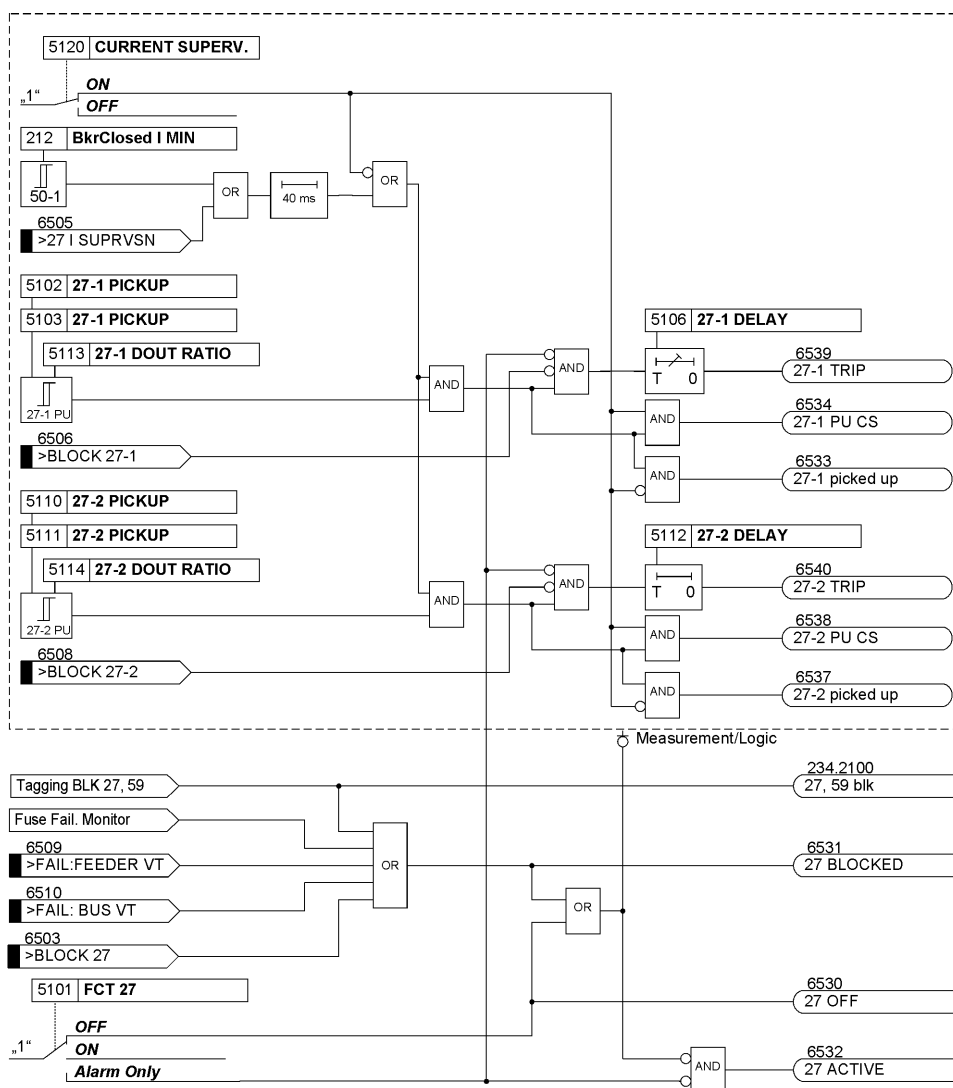 5120 CURRENT SUPERV.
„1“
ON
OFF
212 BkrClosed I MIN
50-1
OR
40 ms
OR
6505
>27 I SUPRVSN
5102 27-1 PICKUP
5103 27-1 PICKUP
5113 27-1 DOUT RATIO
27-1 PU
AND
AND
5106 27-1 DELAY
T 0
6539
27-1 TRIP
AND
6534
27-1 PU CS
6506
>BLOCK 27-1
AND
6533
27-1 picked up
5110 27-2 PICKUP
5111 27-2 PICKUP
5114 27-2 DOUT RATIO
27-2 PU
AND
AND
5112 27-2 DELAY
T 0
6540
27-2 TRIP
AND
6538
27-2 PU CS
6508
>BLOCK 27-2
AND
6537
27-2 picked up
Measurement/Logic
Tagging BLK 27, 59
234.2100
27, 59 blk
Fuse Fail. Monitor
6509
>FAIL:FEEDER VT
OR
6531
27 BLOCKED
6510
>FAIL: BUS VT
OR
6503
>BLOCK 27
5101 FCT 27
6530
27 OFF
„1“
OFF
ON
Alarm Only
AND
6532
27 ACTIVE